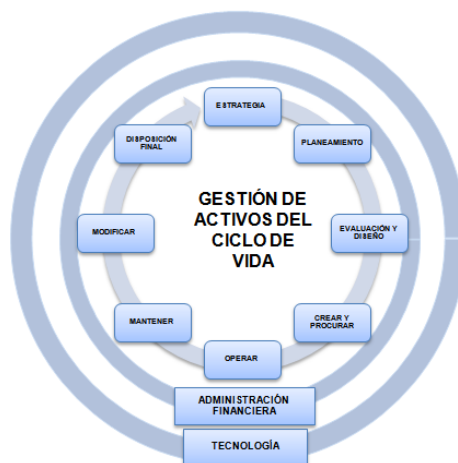 ESTRATEGIA
PLANEAMIENTO
EVALUACIÓN Y
DISEÑO
CREAR Y
PROCURAR
OPERAR
MANTENER
MODIFICAR
DISPOSICIÓN
FINAL
GESTIÓN DE
ACTIVOS DEL
CICLO DE
VIDA
ADMINISTRACIÓN
FINANCIERA
TECNOLOGÍA